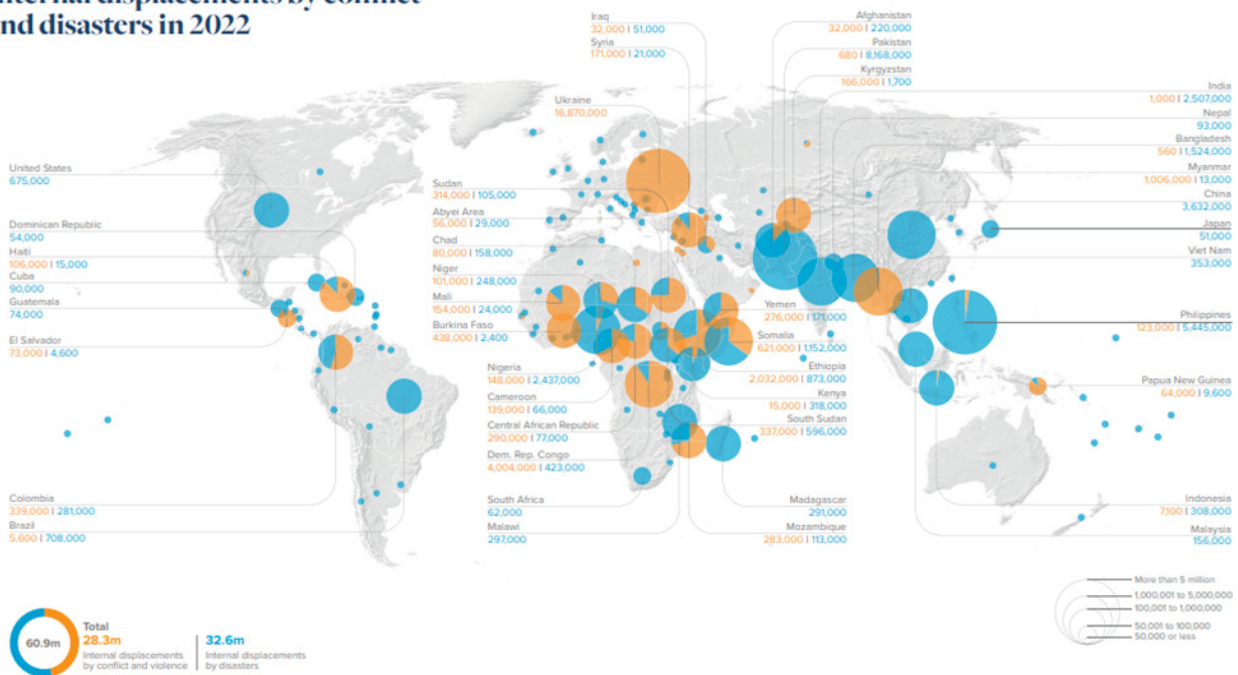 internal displacements by conflict
nd disasters in 2022
Iraq
32,000 | 51,000
Syria
171,000 | 21,000
Afghanistan
32,000 | 220,000
Pakistan
680 | 8,168,000
Kyrgyzstan
166,000 | 1,700
Ukraine
16,870,000
India
1,000 | 2,507,000
Nepal
93,000
Bangladesh
560 | 1,524,000
Myanmar
1,006,000 | 13,000
China
3,632,000
Japan
51,000
Viet Nam
353,000
Philippines
123,000 | 5,445,000
Papua New Guinea
64,000 | 9,600
Indonesia
7,100 | 308,000
Malaysia
156,000
United States
675,000
Dominican Republic
54,000
Haiti
106,000 | 15,000
Cuba
90,000
Guatemala
74,000
El Salvador
73,000 | 4,600
Colombia
339,000 | 281,000
Brazil
5,600 | 708,000
Sudan
314,000 | 105,000
Abyei Area
56,000 | 29,000
Chad
80,000 | 158,000
Niger
101,000 | 248,000
Mali
154,000 | 24,000
Burkina Faso
438,000 | 2,400
Nigeria
148,000 | 2,437,000
Cameroon
139,000 | 66,000
Central African Republic
290,000 | 77,000
Dem. Rep. Congo
4,004,000 | 423,000
South Africa
62,000
Malawi
297,000
Yemen
276,000 | 171,000
Somalia
621,000 | 1,152,000
Ethiopia
2,032,000 | 873,000
Kenya
15,000 | 318,000
South Sudan
337,000 | 596,000
Madagascar
291,000
Mozambique
283,000 | 113,000
More than 5 million
1,000,001 to 5,000,000
100,001 to 1,000,000
50,001 to 100,000
50,000 or less
60.9m
Total
28.3m
Internal displacements
by conflict and violence
32.6m
Internal displacements
by disasters